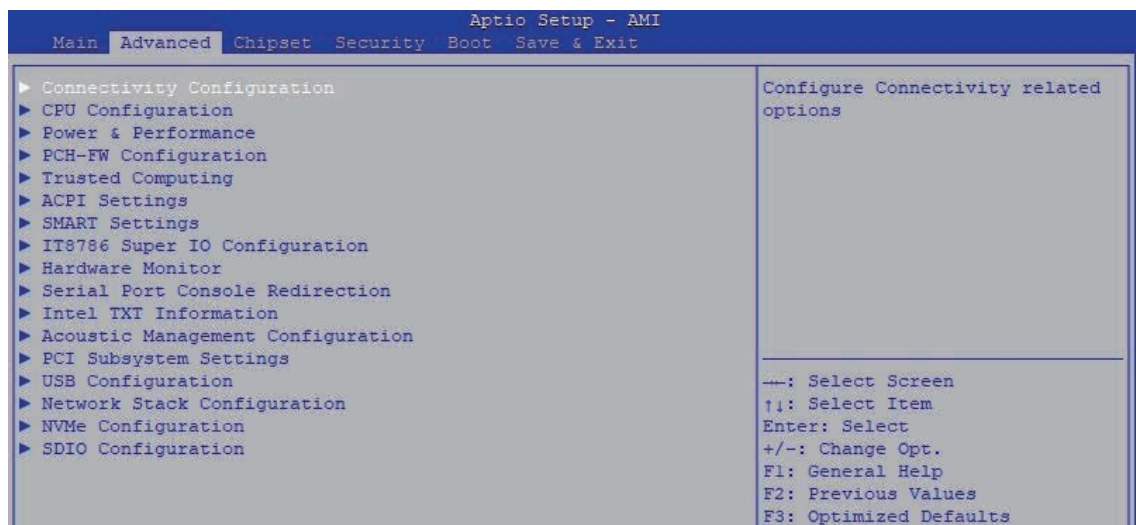 Aptio Setup - AMI
Main Advanced Chipset Security Boot Save & Exit
▶ Connectivity Configuration
▶ CPU Configuration
▶ Power & Performance
▶ PCH-FW Configuration
▶ Trusted Computing
▶ ACPI Settings
▶ SMART Settings
▶ IT8786 Super IO Configuration
▶ Hardware Monitor
▶ Serial Port Console Redirection
▶ Intel TXT Information
▶ Acoustic Management Configuration
▶ PCI Subsystem Settings
▶ USB Configuration
▶ Network Stack Configuration
▶ NVMe Configuration
▶ SDIO Configuration
Configure Connectivity related
options
→←: Select Screen
↑↓: Select Item
Enter: Select
+/-: Change Opt.
F1: General Help
F2: Previous Values
F3: Optimized Defaults